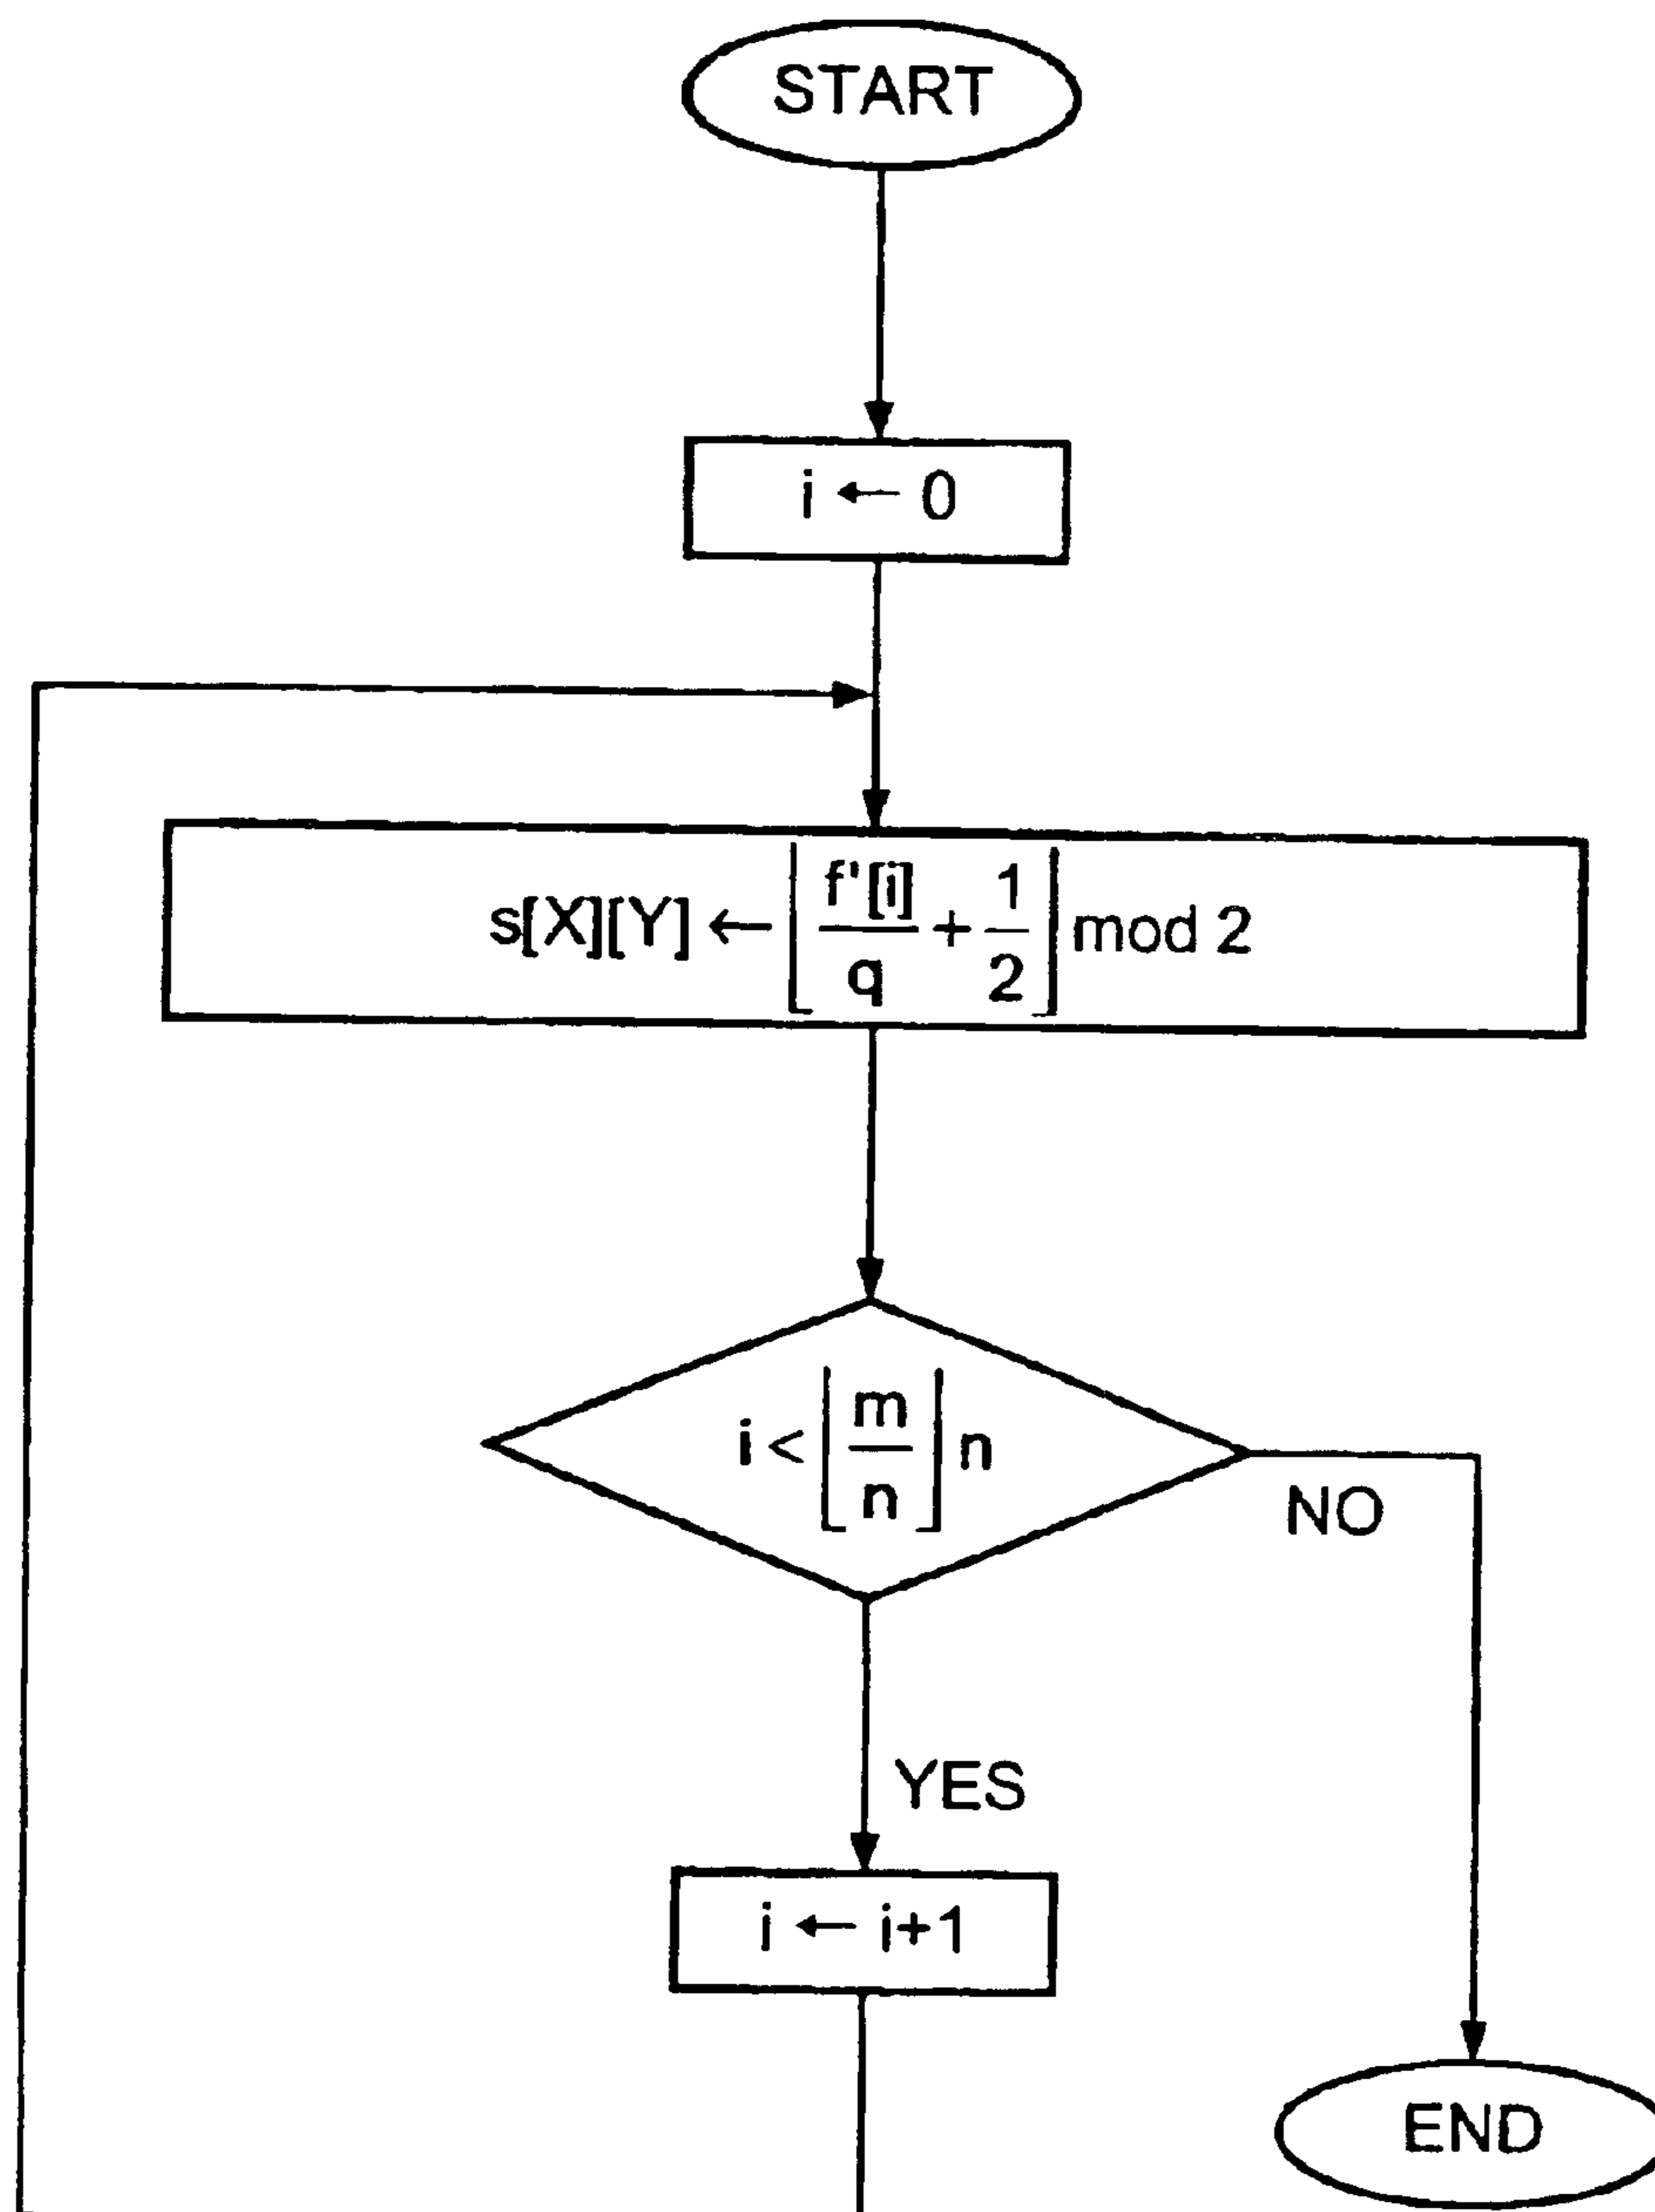 START
i ← 0
s[X][Y] ← ⌊ f'[i] / q + 1 / 2 ⌋ mod 2
i < ⌊ m / n ⌋ n
NO
YES
i ← i+1
END